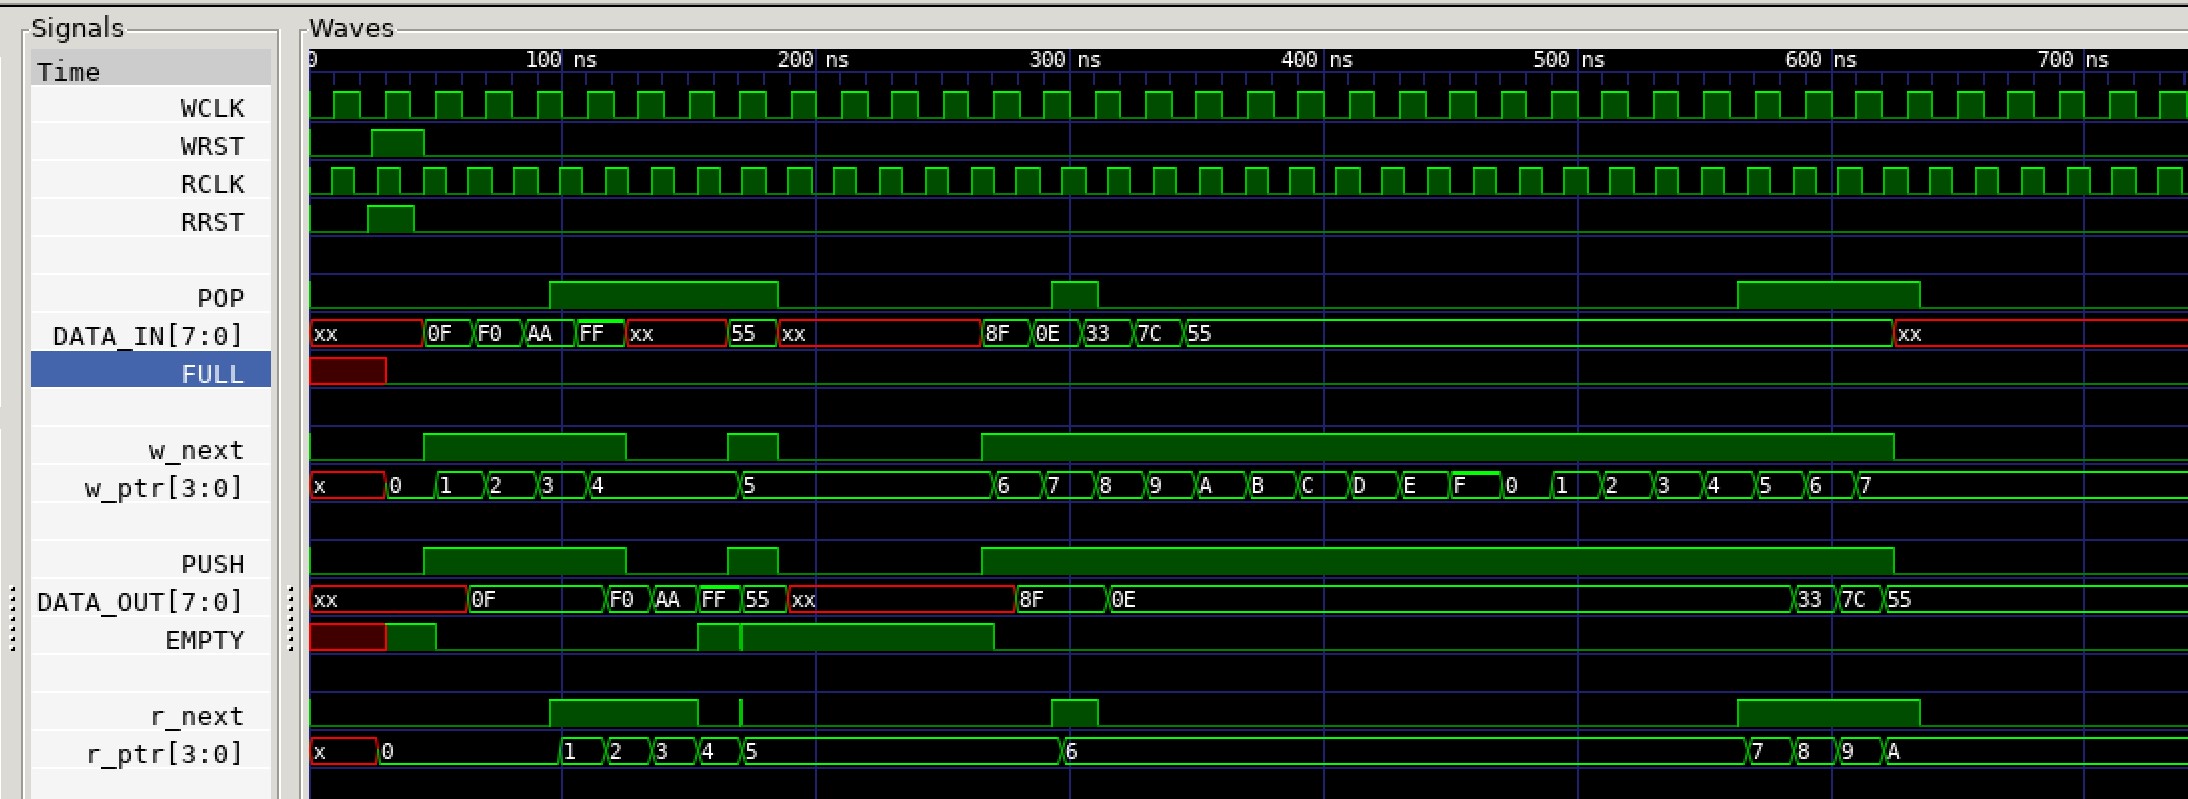 Signals Waves
Time 0 100 ns 200 ns 300 ns 400 ns 500 ns 600 ns 700 ns
WCLK
WRST
RCLK
RRST
POP
DATA_IN[7:0] xx 0F F0 AA FF xx 55 xx 8F 0E 33 7C 55 xx
FULL
w_next
w_ptr[3:0] x 0 1 2 3 4 5 6 7 8 9 A B C D E F 0 1 2 3 4 5 6 7
PUSH
DATA_OUT[7:0] xx 0F F0 AA FF 55 xx 8F 0E 33 7C 55
EMPTY
r_next
r_ptr[3:0] x 0 1 2 3 4 5 6 7 8 9 A